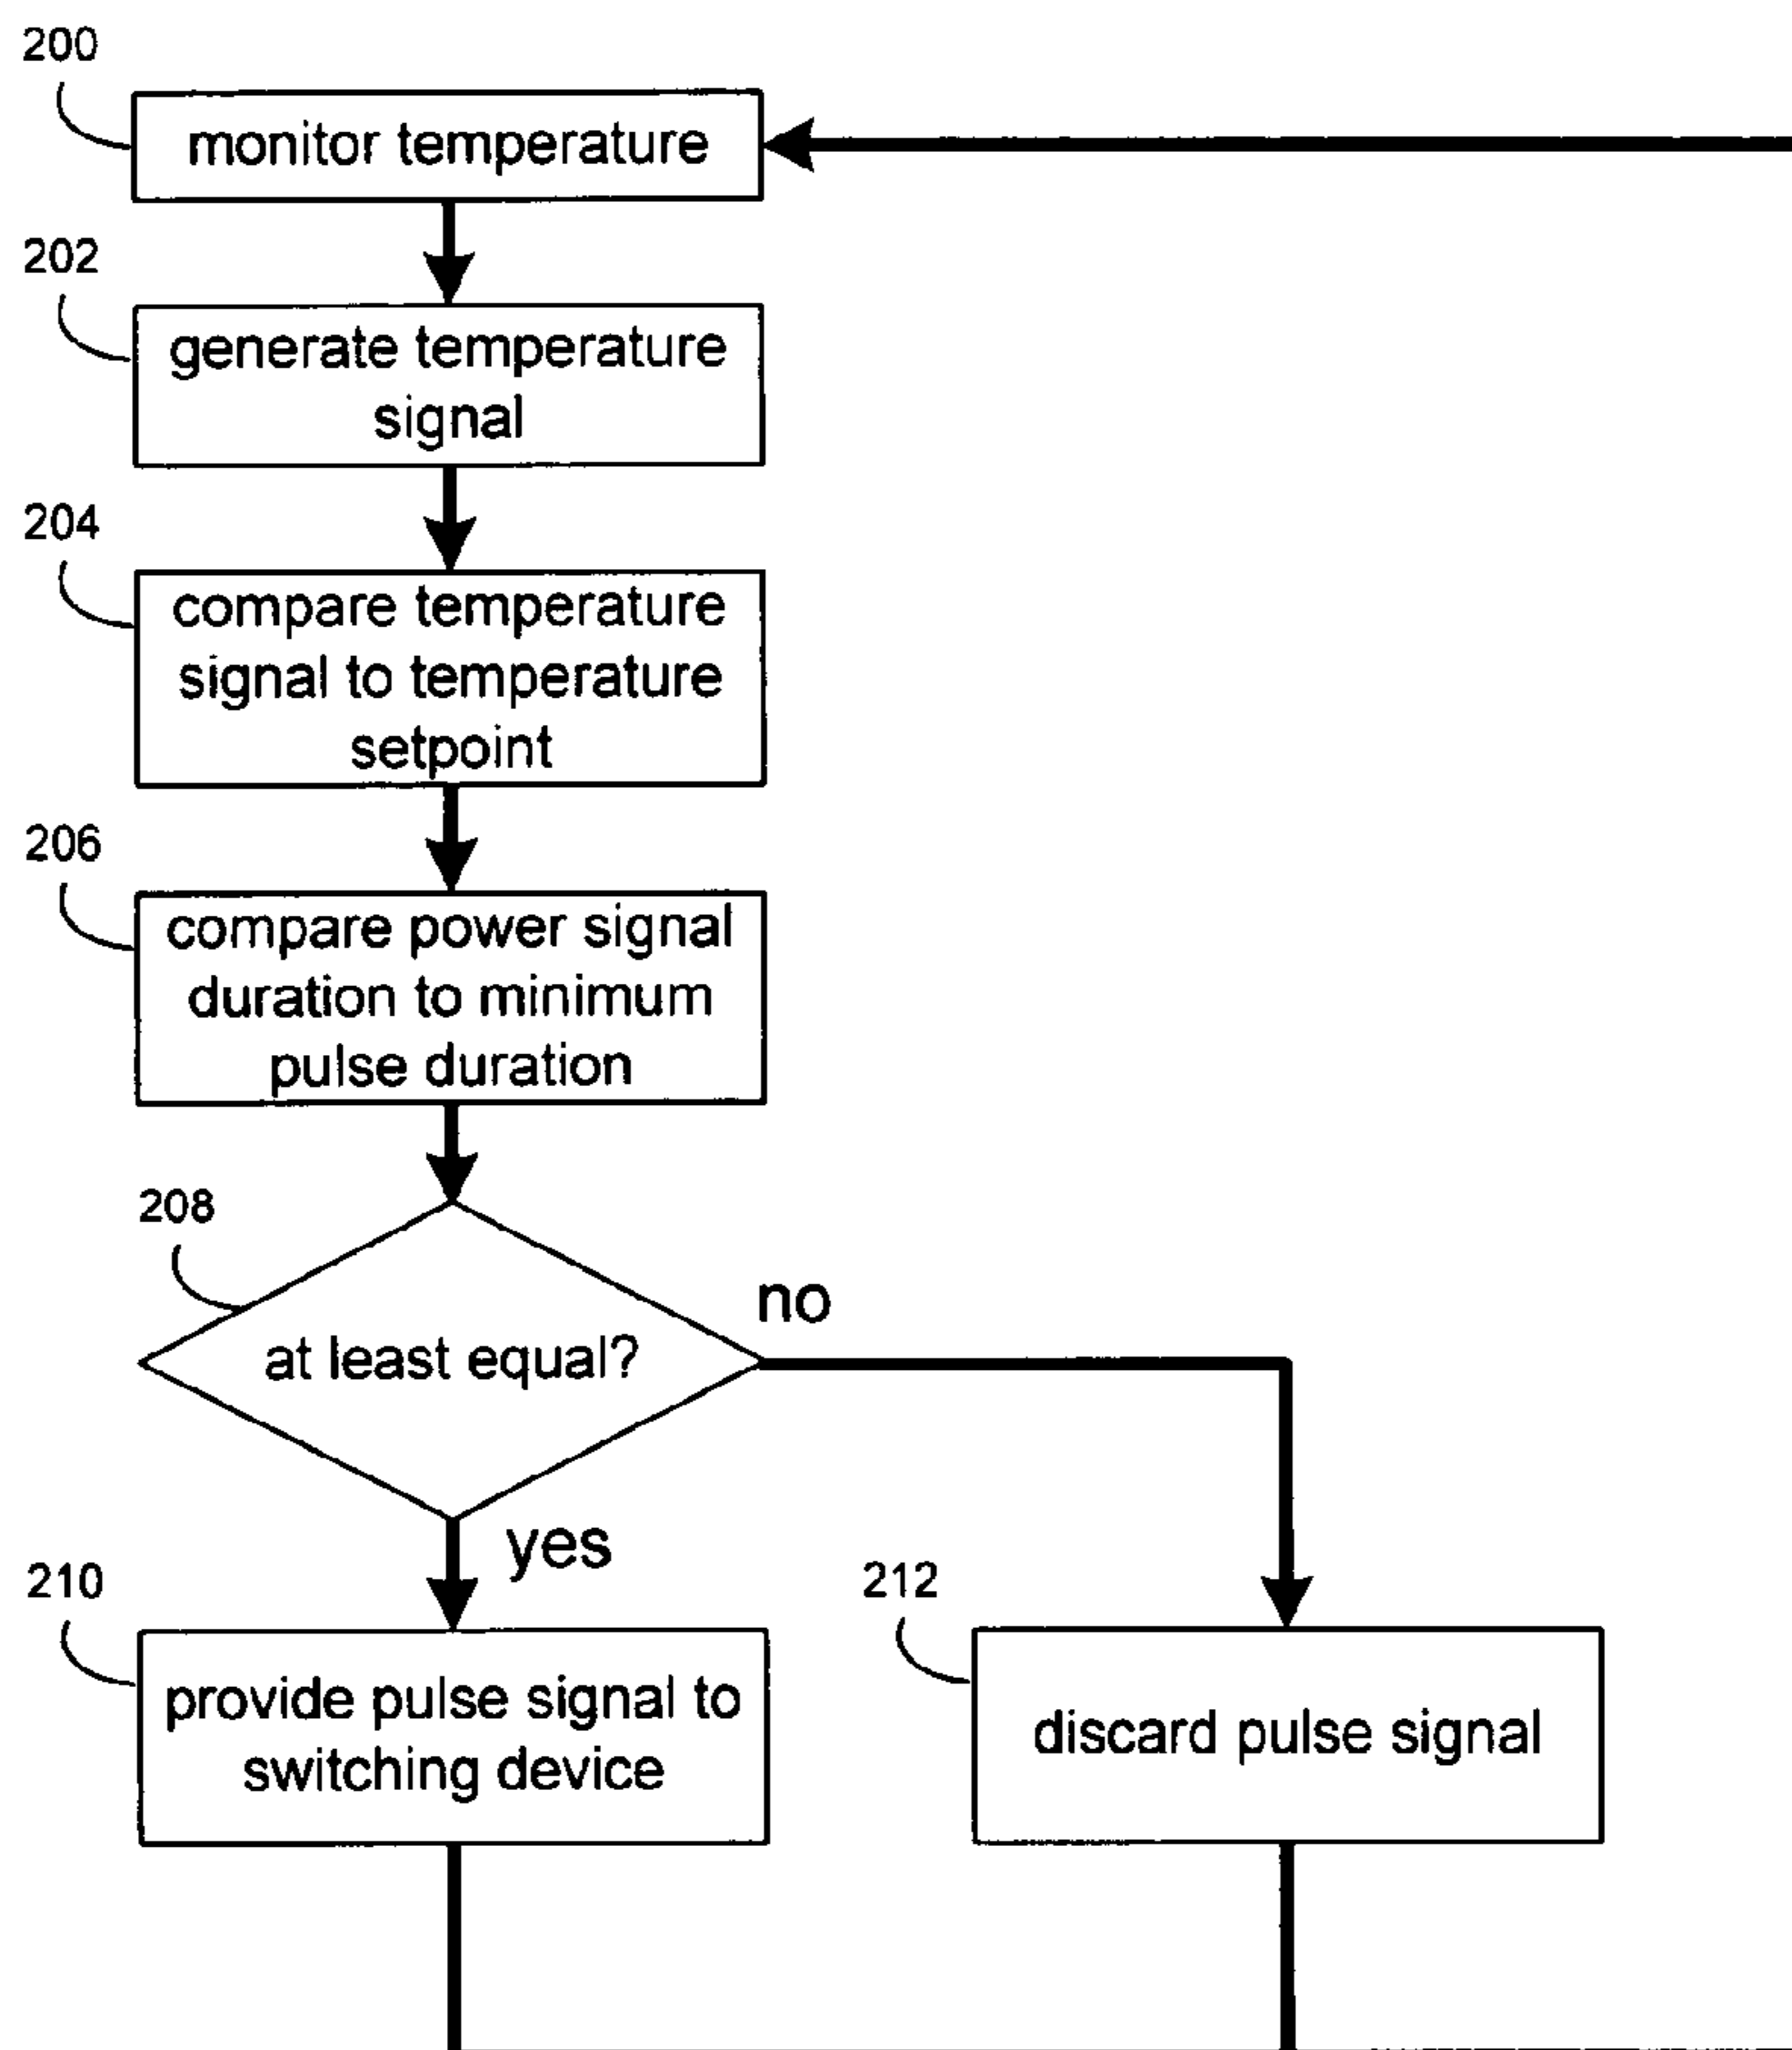 200
monitor temperature
202
generate temperature
signal
204
compare temperature
signal to temperature
setpoint
206
compare power signal
duration to minimum
pulse duration
208
at least equal?
no
yes
210
provide pulse signal to
switching device
212
discard pulse signal